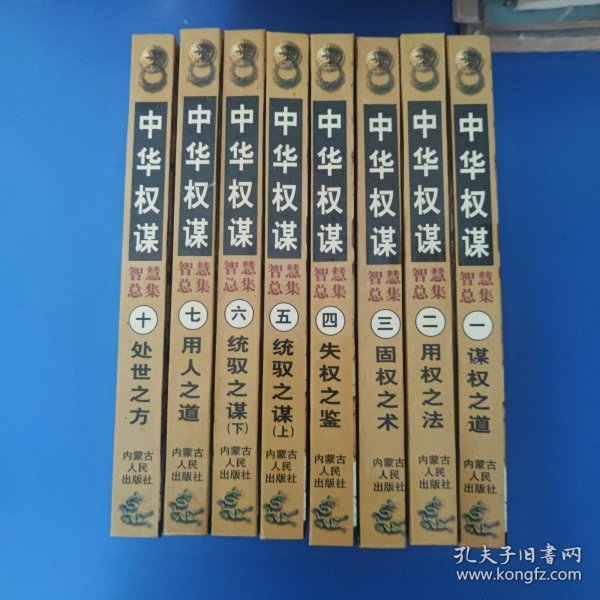 中华权谋
智慧
总集
十
处世之方
内蒙古
人民
出版社
中华权谋
智慧
总集
七
用人之道
内蒙古
人民
出版社
中华权谋
智慧
总集
六
统驭之谋(下)
内蒙古
人民
出版社
中华权谋
智慧
总集
五
统驭之谋(上)
内蒙古
人民
出版社
中华权谋
智慧
总集
四
失权之鉴
内蒙古
人民
出版社
中华权谋
智慧
总集
三
固权之术
内蒙古
人民
出版社
中华权谋
智慧
总集
二
用权之法
内蒙古
人民
出版社
中华权谋
智慧
总集
一
谋权之道
内蒙古
人民
出版社
孔夫子旧书网
www.kongfz.com